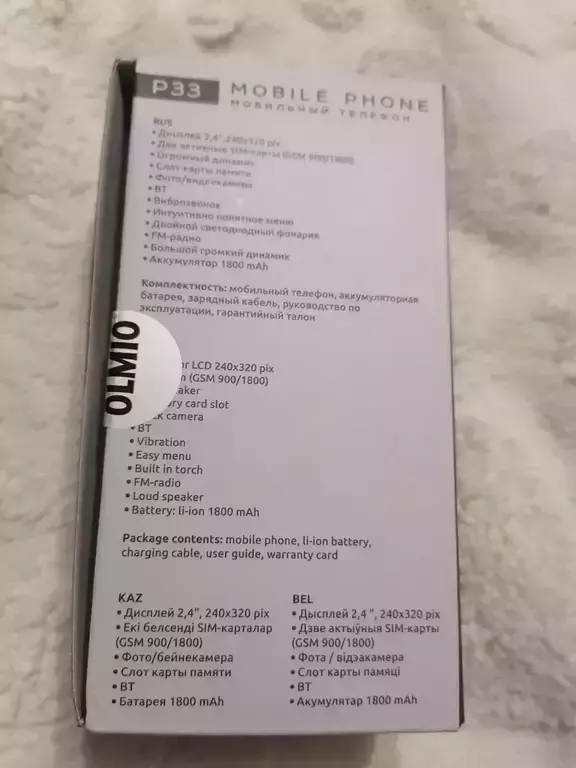 P33 MOBILE PHONE
МОБИЛЬНЫЙ ТЕЛЕФОН
RUS
• Дисплей 2,4", 240x320 pix
• Две активные SIM-карты (GSM 900/1800)
• Огромный динамик
• Слот карты памяти
• Фото/видеокамера
• BT
• Виброзвонок
• Интуитивно понятное меню
• Двойной светодиодный фонарик
• FM-радио
• Большой громкий динамик
• Аккумулятор 1800 mAh
Комплектность: мобильный телефон, аккумуляторная
батарея, зарядный кабель, руководство по
эксплуатации, гарантийный талон
OLMIO
LCD 240x320 pix
(GSM 900/1800)
card slot
camera
• BT
• Vibration
• Easy menu
• Built in torch
• FM-radio
• Loud speaker
• Battery: li-ion 1800 mAh
Package contents: mobile phone, li-ion battery,
charging cable, user guide, warranty card
KAZ
• Дисплей 2,4", 240x320 pix
• Екі белсенді SIM-карталар
(GSM 900/1800)
• Фото/бейнекамера
• Слот карты памяти
• BT
• Батарея 1800 mAh
BEL
• Дысплей 2,4 ", 240x320 pix
• Дзве актыўныя SIM-карты
(GSM 900/1800)
• Фота / відэакамера
• Слот карты памяці
• BT
• Акумулятар 1800 mAh